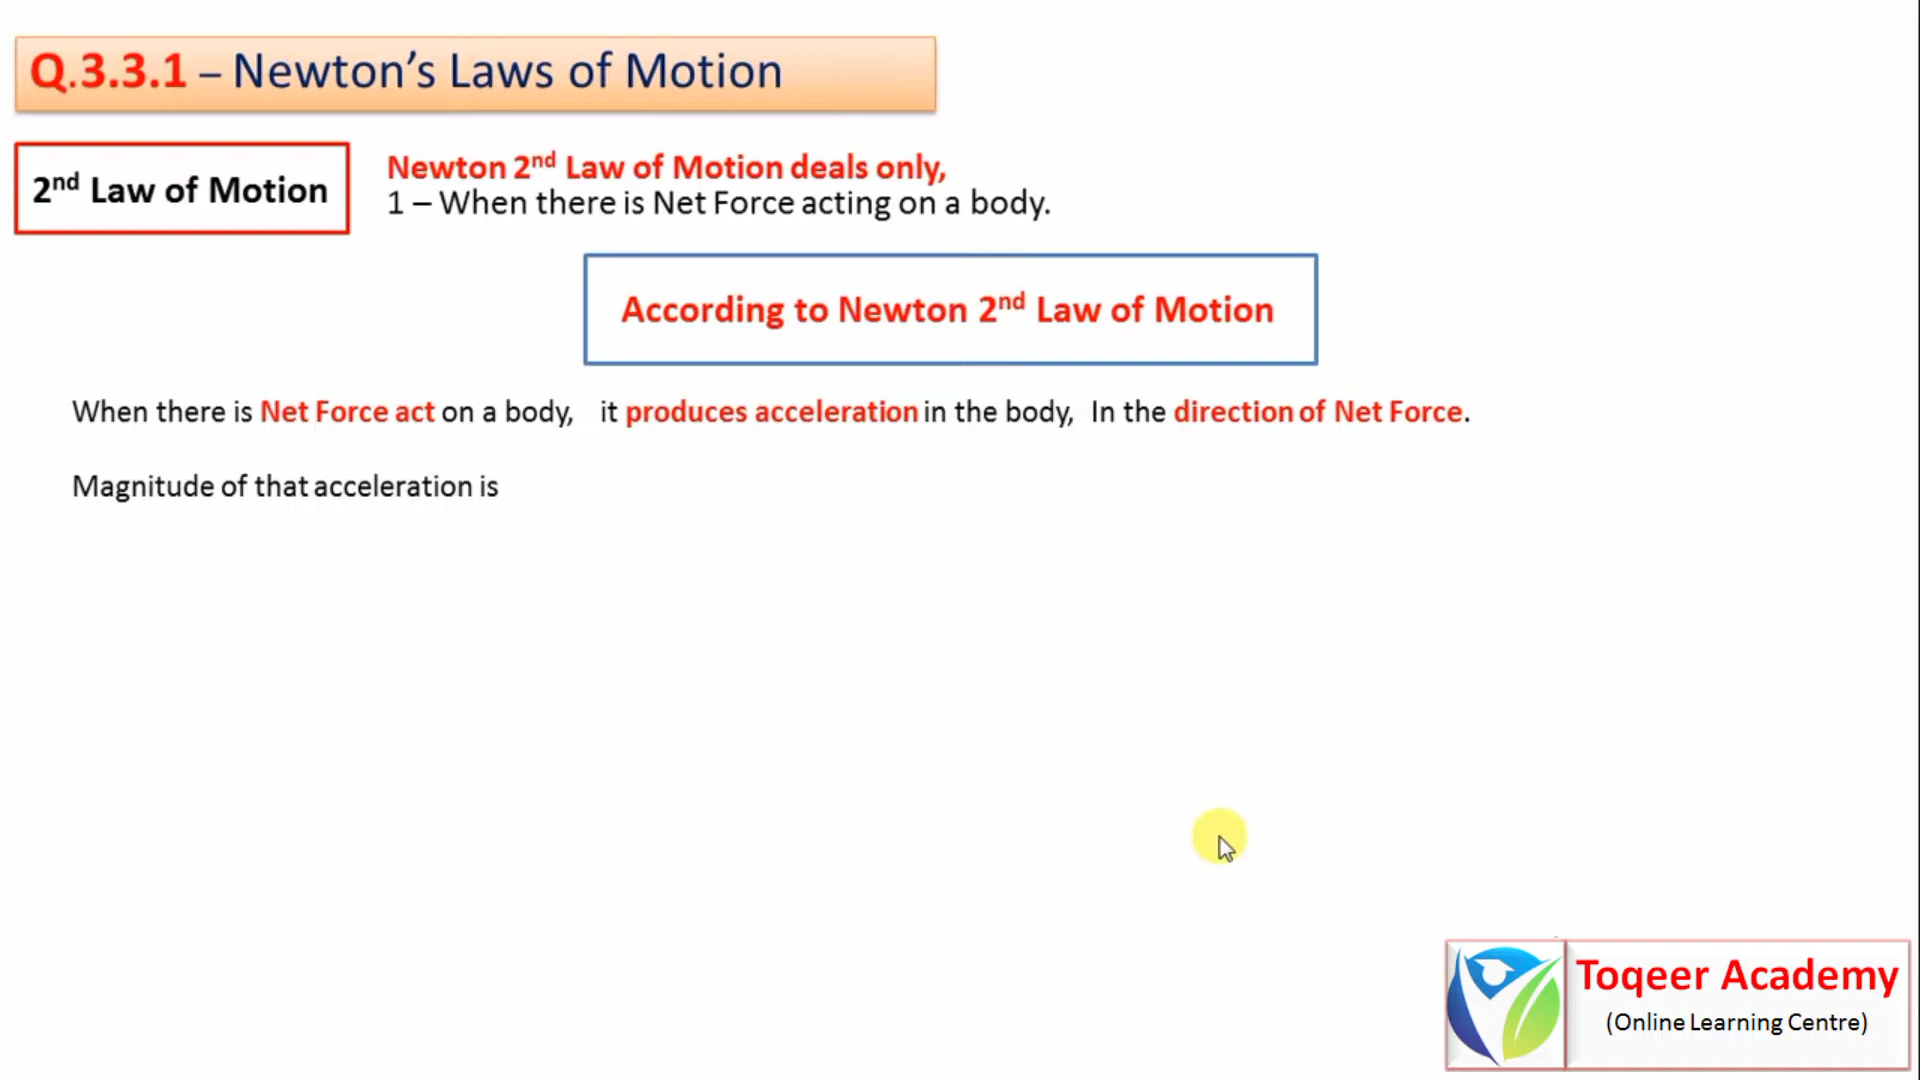 Q.3.3.1 – Newton’s Laws of Motion
2nd Law of Motion
Newton 2nd Law of Motion deals only,
1 – When there is Net Force acting on a body.
According to Newton 2nd Law of Motion
When there is Net Force act on a body, it produces acceleration in the body, In the direction of Net Force.
Magnitude of that acceleration is
Toqeer Academy
(Online Learning Centre)